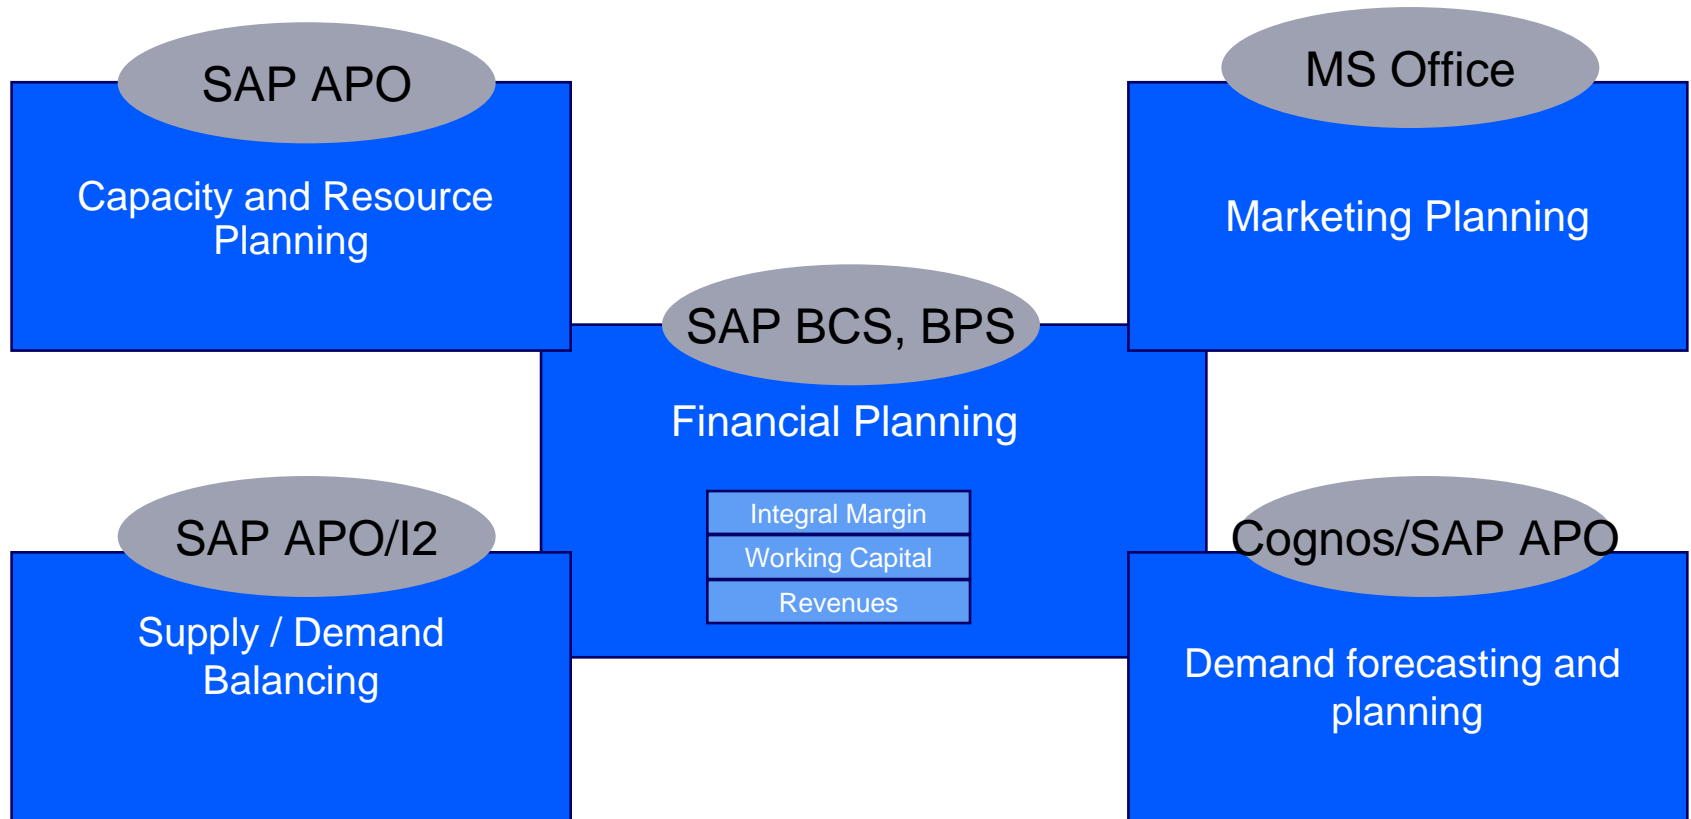 SAP APO
Capacity and Resource
Planning
MS Office
Marketing Planning
SAP BCS, BPS
Financial Planning
Integral Margin
Working Capital
Revenues
SAP APO/I2
Supply / Demand
Balancing
Cognos/SAP APO
Demand forecasting and
planning